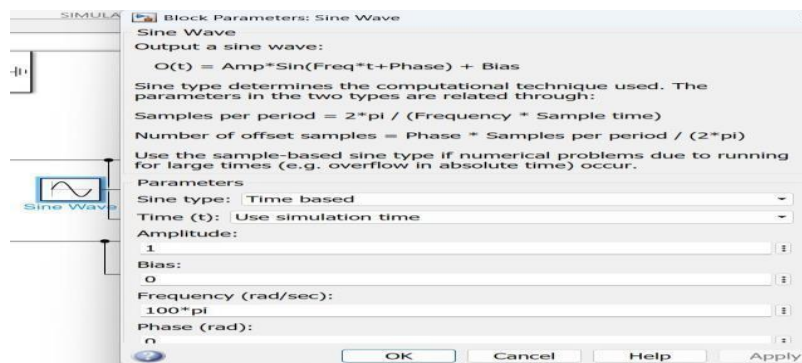 SIMULA
Block Parameters: Sine Wave
Sine Wave
Output a sine wave:
O(t) = Amp*Sin(Freq*t+Phase) + Bias
Sine type determines the computational technique used. The
parameters in the two types are related through:
Samples per period = 2*pi / (Frequency * Sample time)
Number of offset samples = Phase * Samples per period / (2*pi)
Use the sample-based sine type if numerical problems due to running
for large times (e.g. overflow in absolute time) occur.
Parameters
Sine type: Time based
Time (t): Use simulation time
Amplitude:
1
Bias:
0
Frequency (rad/sec):
100*pi
Phase (rad):
0
Sine Wave
OK Cancel Help Apply